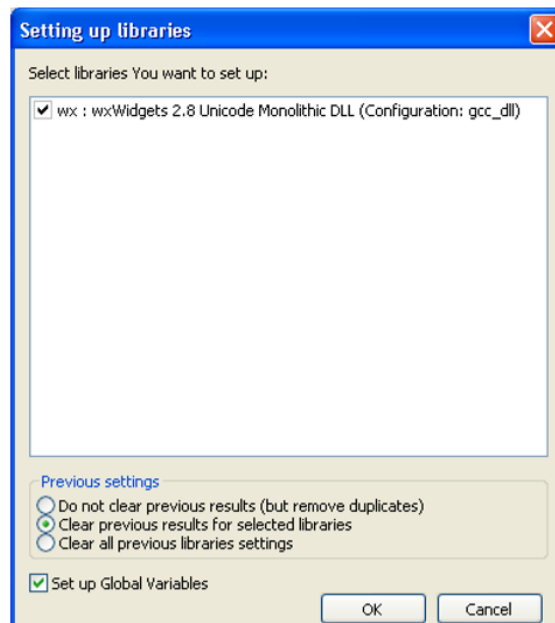 Setting up libraries
Select libraries You want to set up:
wx : wxWidgets 2.8 Unicode Monolithic DLL (Configuration: gcc_dll)
Previous settings
Do not clear previous results (but remove duplicates)
Clear previous results for selected libraries
Clear all previous libraries settings
Set up Global Variables
OK Cancel